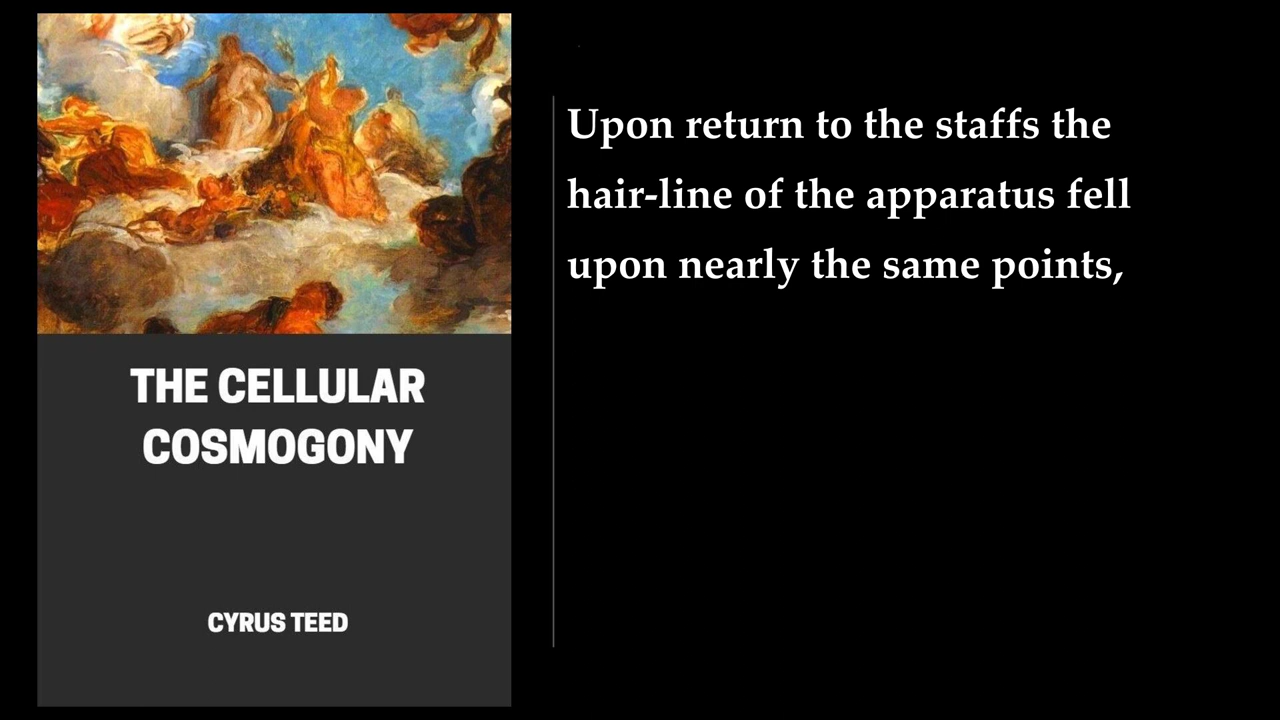 THE CELLULAR
COSMOGONY
CYRUS TEED
Upon return to the staffs the
hair-line of the apparatus fell
upon nearly the same points,